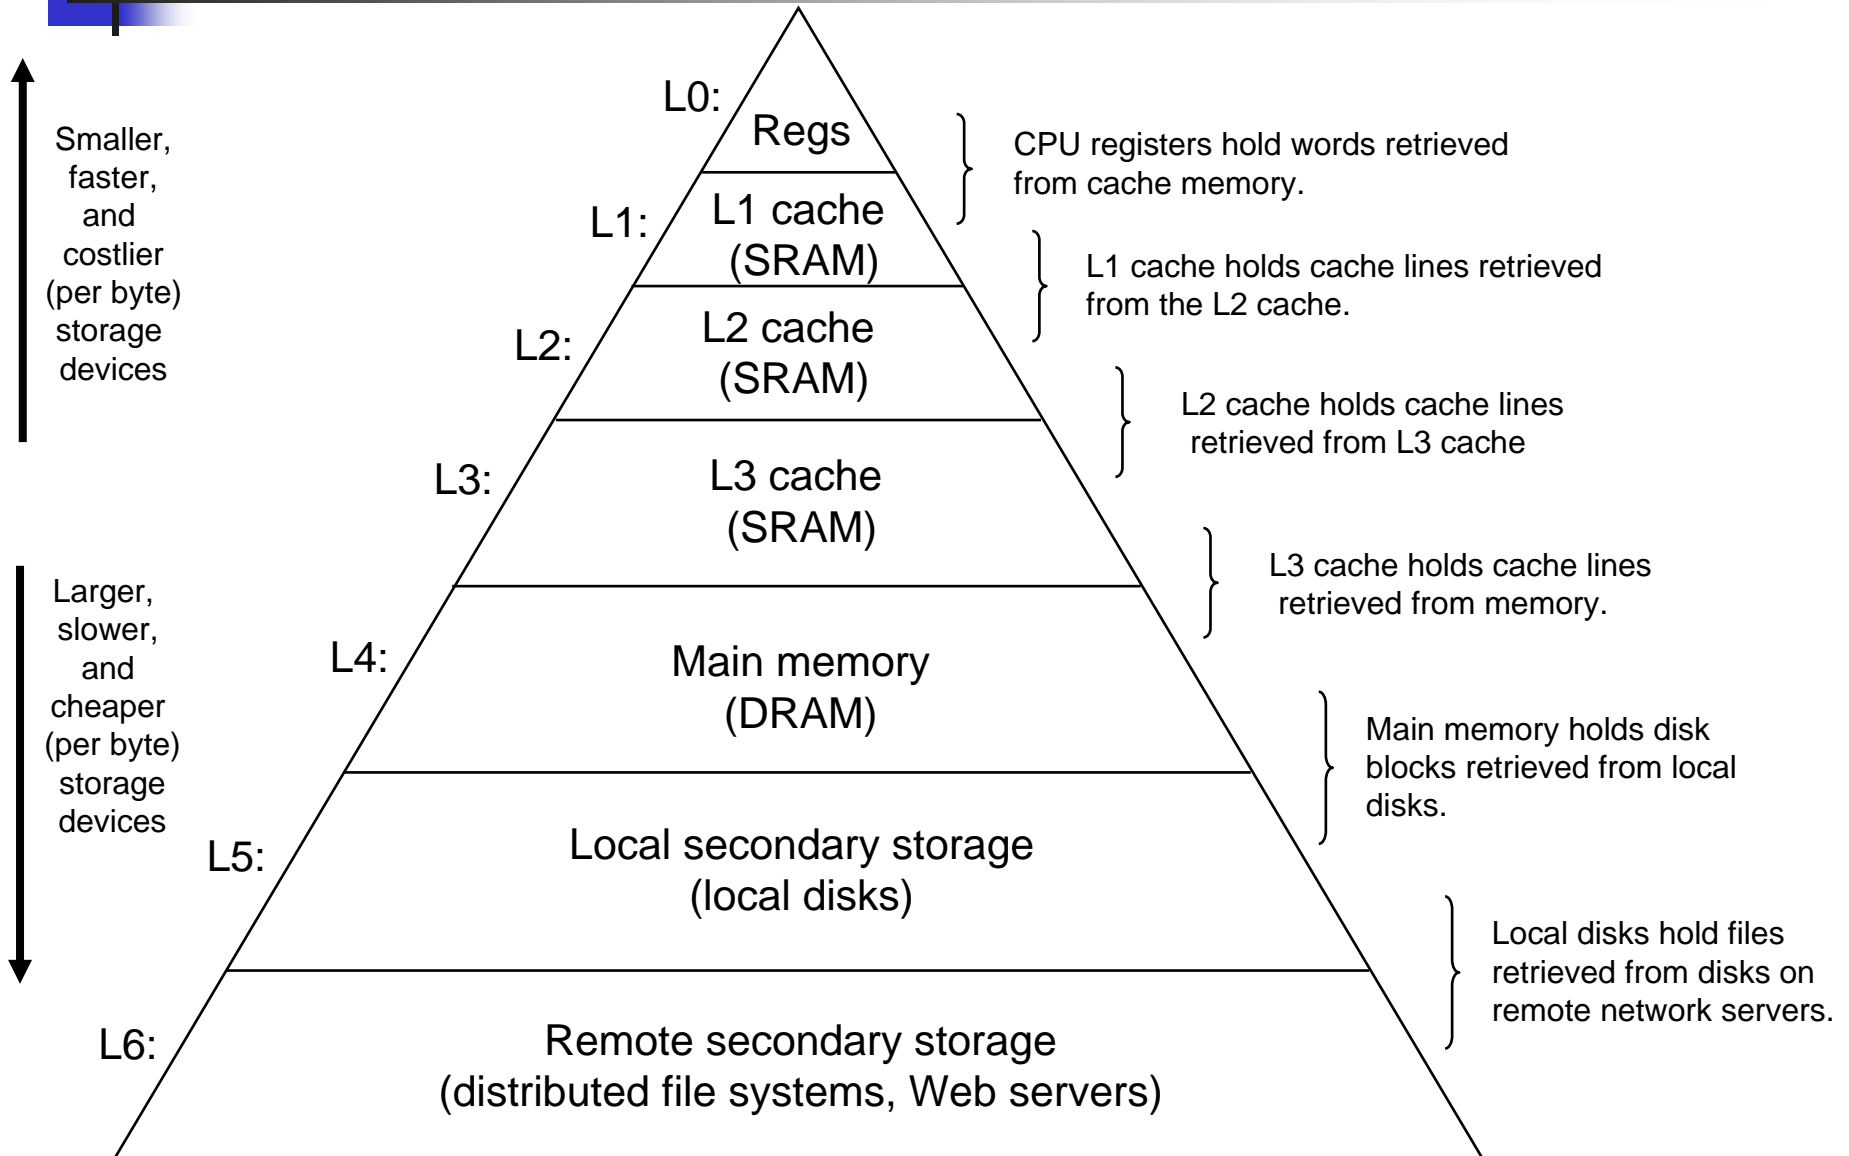 L0:
Regs
CPU registers hold words retrieved
from cache memory.
Smaller,
faster,
and
costlier
(per byte)
storage
devices
L1:
L1 cache
(SRAM)
L1 cache holds cache lines retrieved
from the L2 cache.
L2:
L2 cache
(SRAM)
L2 cache holds cache lines
retrieved from L3 cache
L3:
L3 cache
(SRAM)
L3 cache holds cache lines
retrieved from memory.
Larger,
slower,
and
cheaper
(per byte)
storage
devices
L4:
Main memory
(DRAM)
Main memory holds disk
blocks retrieved from local
disks.
L5:
Local secondary storage
(local disks)
Local disks hold files
retrieved from disks on
remote network servers.
L6:
Remote secondary storage
(distributed file systems, Web servers)